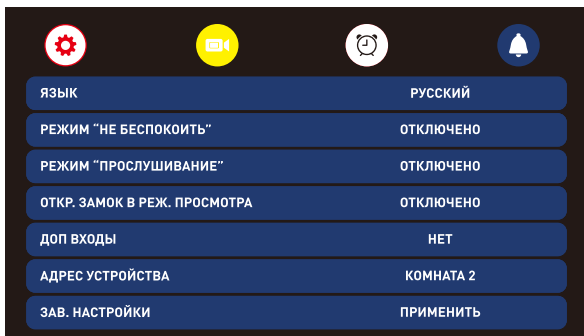 ЯЗЫК РУССКИЙ
РЕЖИМ “НЕ БЕСПОКОИТЬ” ОТКЛЮЧЕНО
РЕЖИМ “ПРОСЛУШИВАНИЕ” ОТКЛЮЧЕНО
ОТКР. ЗАМОК В РЕЖ. ПРОСМОТРА ОТКЛЮЧЕНО
ДОП ВХОДЫ НЕТ
АДРЕС УСТРОЙСТВА КОМНАТА 2
ЗАВ. НАСТРОЙКИ ПРИМЕНИТЬ